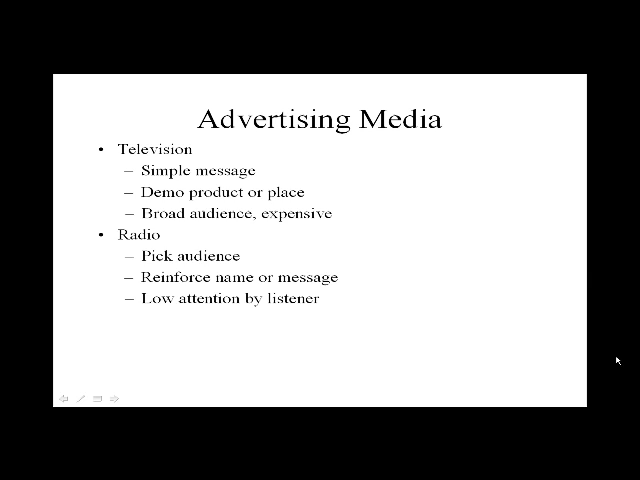 Advertising Media
• Television
– Simple message
– Demo product or place
– Broad audience, expensive
• Radio
– Pick audience
– Reinforce name or message
– Low attention by listener